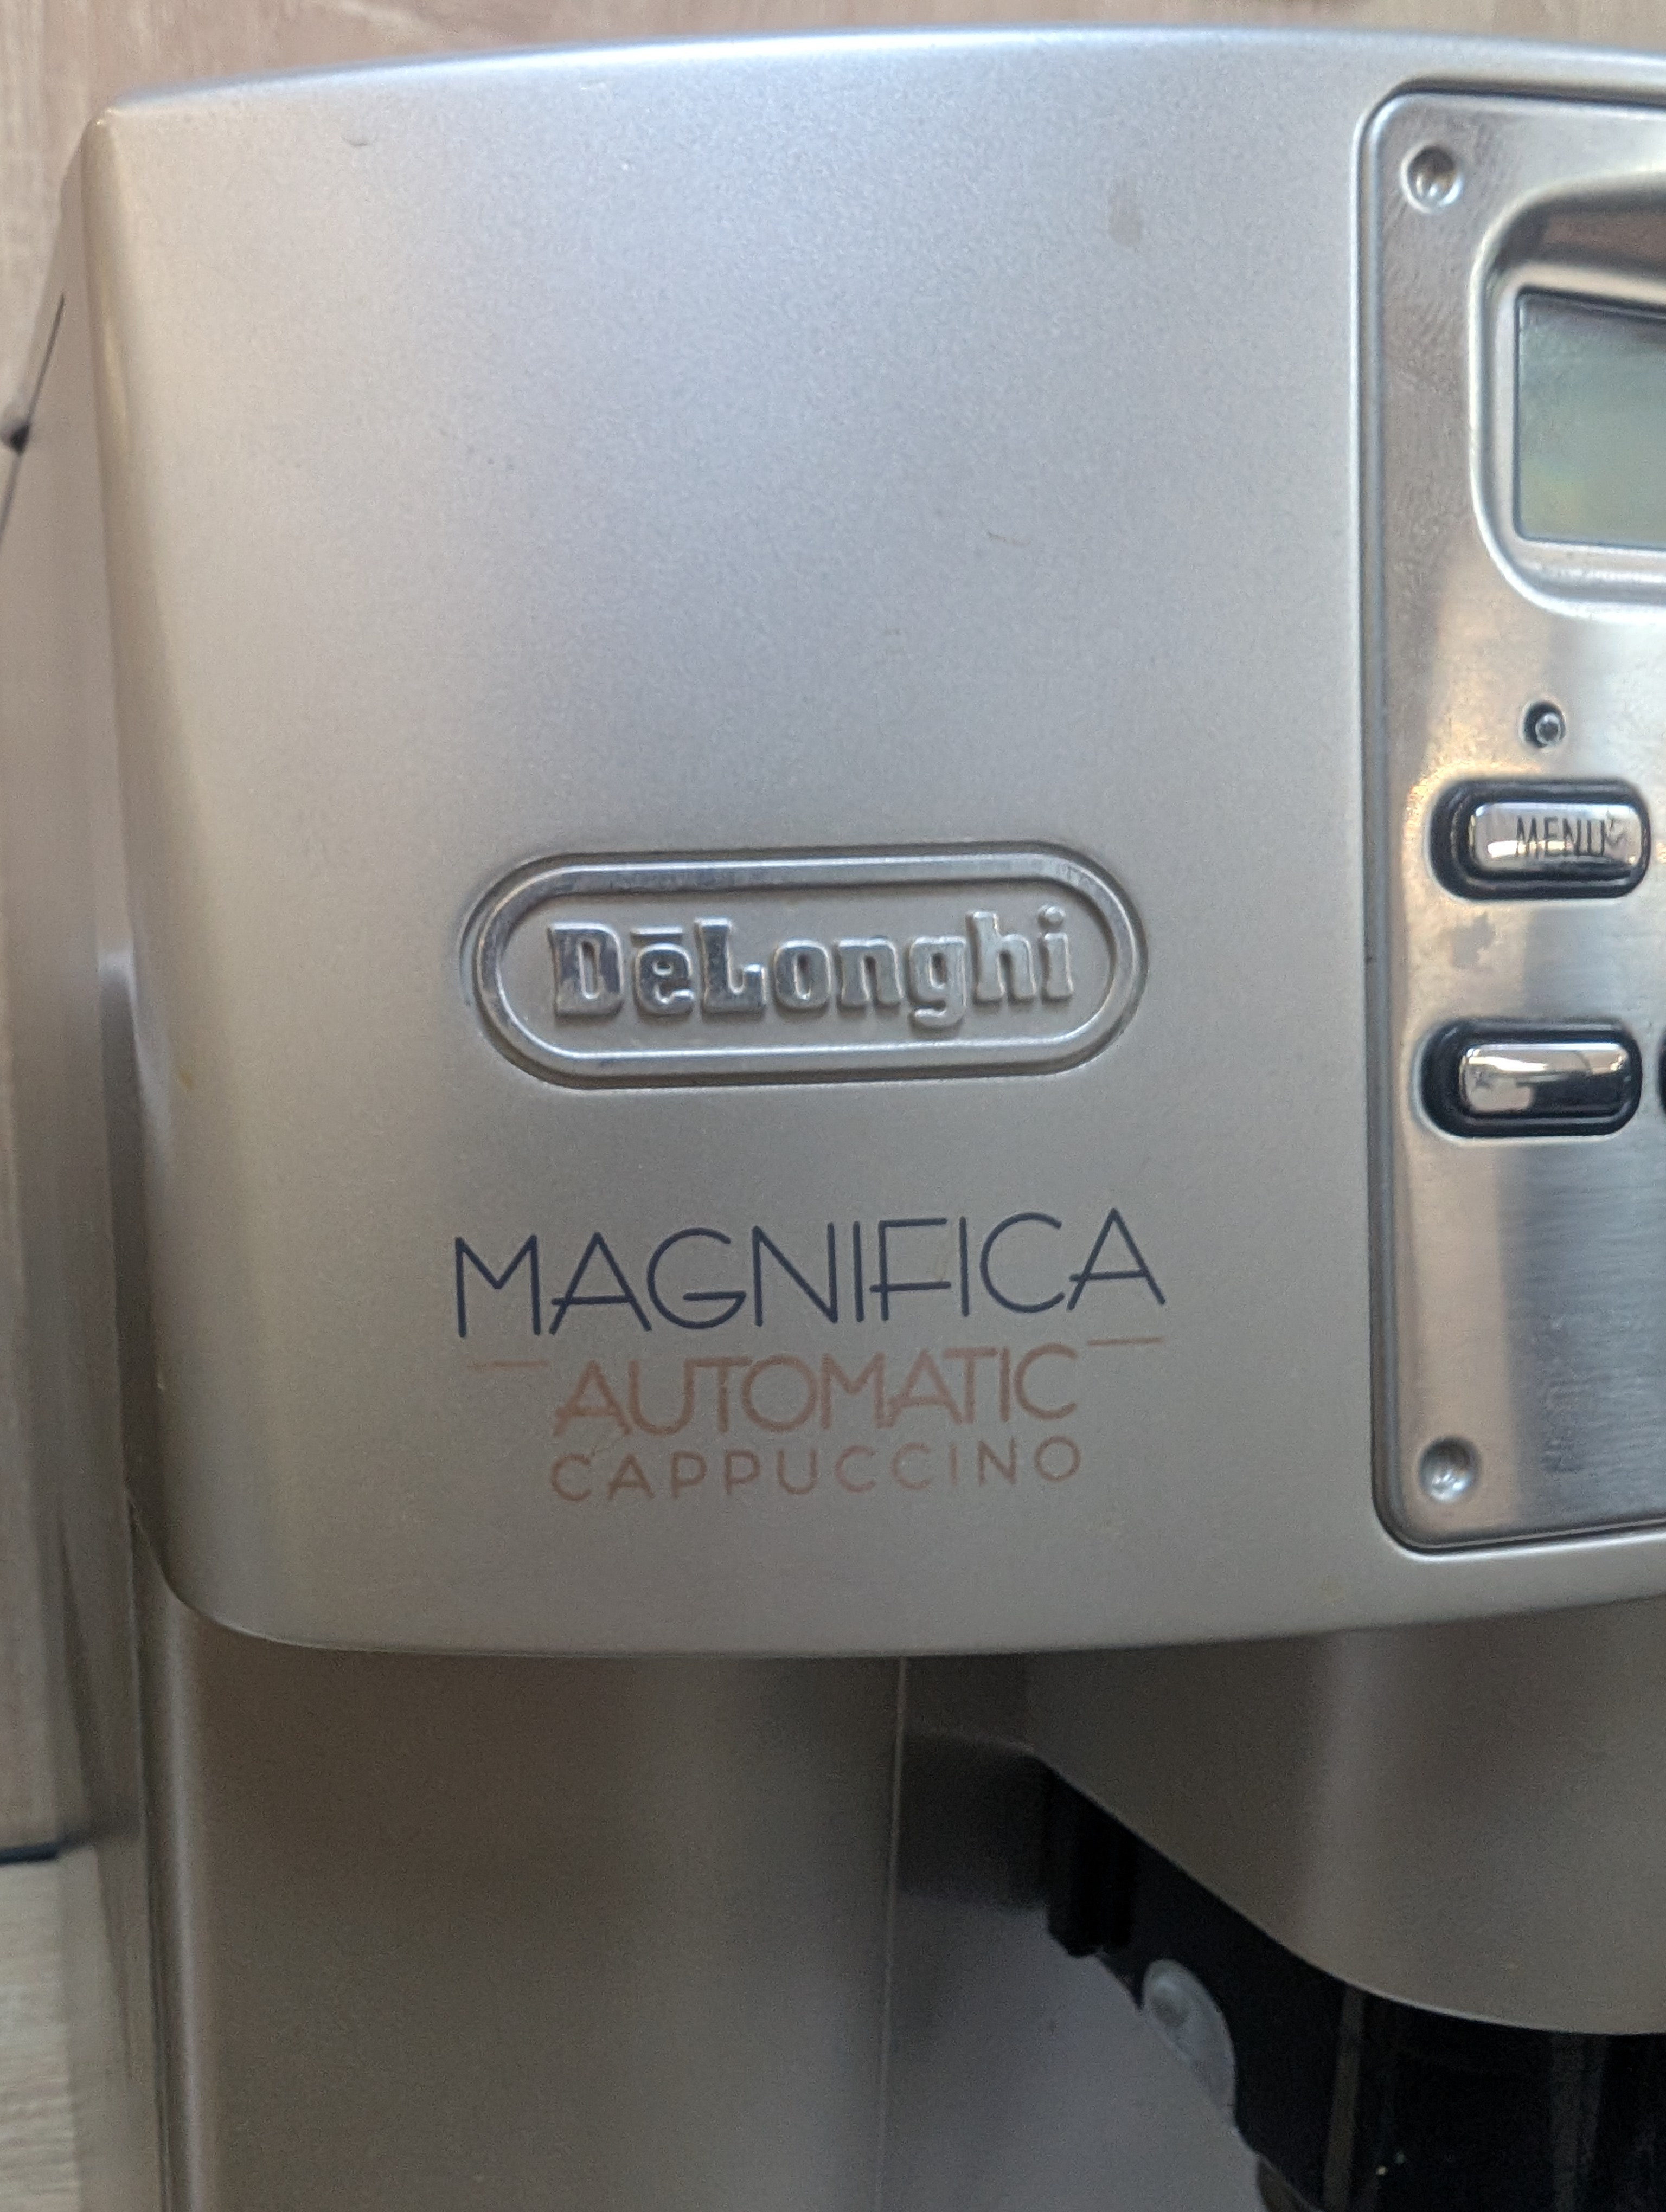 DēLonghi
MAGNIFICA
AUTOMATIC
CAPPUCCINO
MENU